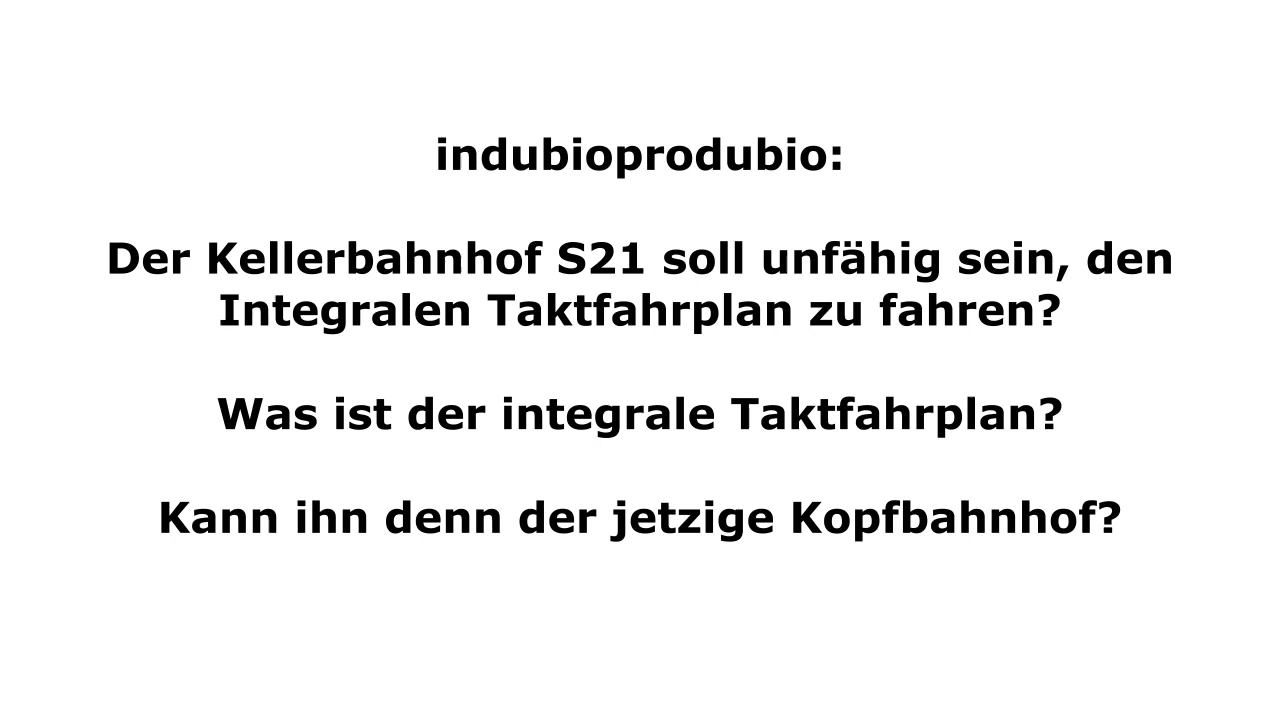 indubioprodubio:
Der Kellerbahnhof S21 soll unfähig sein, den
Integralen Taktfahrplan zu fahren?
Was ist der integrale Taktfahrplan?
Kann ihn denn der jetzige Kopfbahnhof?